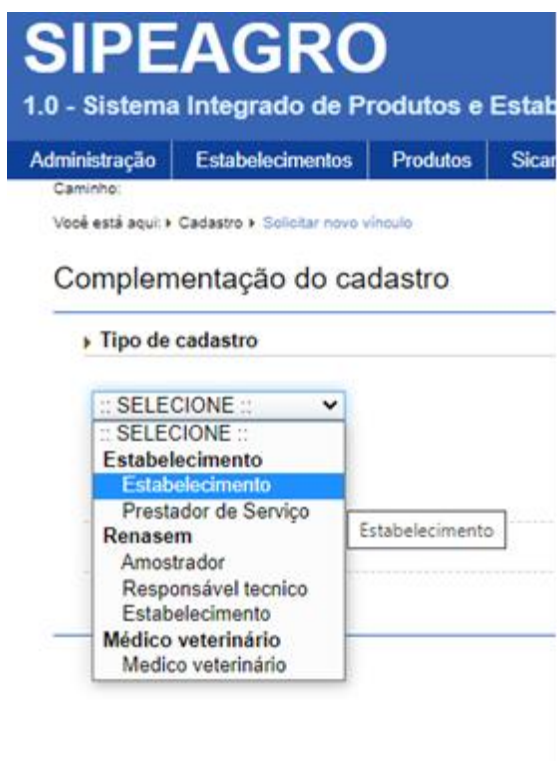 SIPEAGRO
1.0 - Sistema Integrado de Produtos e Estab
Administração Estabelecimentos Produtos Sicar
Caminho:
Você está aqui: Cadastro Solicitar novo vínculo
Complementação do cadastro
Tipo de cadastro
:: SELECIONE ::
:: SELECIONE ::
Estabelecimento
Estabelecimento
Prestador de Serviço
Estabelecimento
Renasem
Amostrador
Responsável tecnico
Estabelecimento
Médico veterinário
Medico veterinário